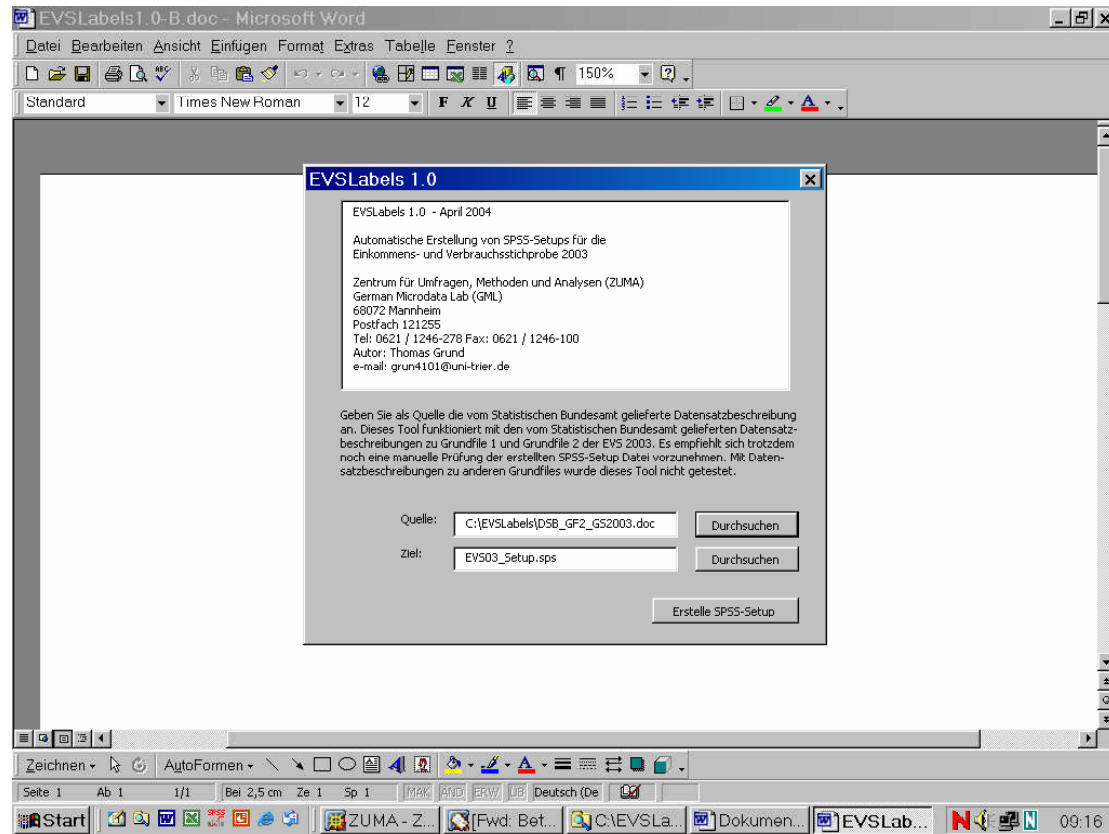 EVSLabels1.0-B.doc - Microsoft Word
Datei Bearbeiten Ansicht Einfügen Format Extras Tabelle Fenster ?
150%
Standard Times New Roman 12 F K U
EVSLabels 1.0
EVSLabels 1.0 - April 2004
Automatische Erstellung von SPSS-Setups für die
Einkommens- und Verbrauchsstichprobe 2003
Zentrum für Umfragen, Methoden und Analysen (ZUMA)
German Microdata Lab (GML)
68072 Mannheim
Postfach 121255
Tel: 0621 / 1246-278 Fax: 0621 / 1246-100
Autor: Thomas Grund
e-mail: grun4101@uni-trier.de
Geben Sie als Quelle die vom Statistischen Bundesamt gelieferte Datensatzbeschreibung
an. Dieses Tool funktioniert mit den vom Statistischen Bundesamt gelieferten Datensatz-
beschreibungen zu Grundfile 1 und Grundfile 2 der EVS 2003. Es empfiehlt sich trotzdem
noch eine manuelle Prüfung der erstellten SPSS-Setup Datei vorzunehmen. Mit Daten-
satzbeschreibungen zu anderen Grundfiles wurde dieses Tool nicht getestet.
Quelle: C:\EVSLabels\DSB_GF2_GS2003.doc Durchsuchen
Ziel: EVS03_Setup.sps Durchsuchen
Erstelle SPSS-Setup
Zeichnen AutoFormen
Seite 1 Ab 1 1/1 Bei 2,5 cm Ze 1 Sp 1 MAK ÄND ERW ÜB Deutsch (De
Start ZUMA - Z... [Fwd: Bet... C:\EVSLa... Dokumen... EVSLab... 09:16